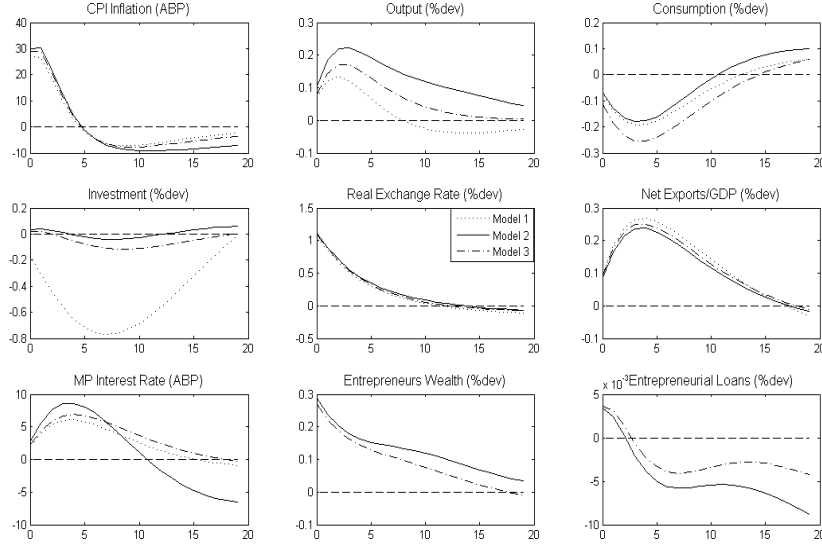 CPI Inflation (ABP)
40
30
20
10
0
-10
0 5 10 15 20
Output (%dev)
0.3
0.2
0.1
0
-0.1
0 5 10 15 20
Consumption (%dev)
0.2
0.1
0
-0.1
-0.2
-0.3
0 5 10 15 20
Investment (%dev)
0.2
0
-0.2
-0.4
-0.6
-0.8
0 5 10 15 20
Real Exchange Rate (%dev)
1.5
1
0.5
0
-0.5
0 5 10 15 20
Model 1
Model 2
Model 3
Net Exports/GDP (%dev)
0.3
0.2
0.1
0
-0.1
0 5 10 15 20
MP Interest Rate (ABP)
10
5
0
-5
-10
0 5 10 15 20
Entrepreneurs Wealth (%dev)
0.3
0.2
0.1
0
-0.1
0 5 10 15 20
x 10-3 Entrepreneurial Loans (%dev)
5
0
-5
-10
0 5 10 15 20